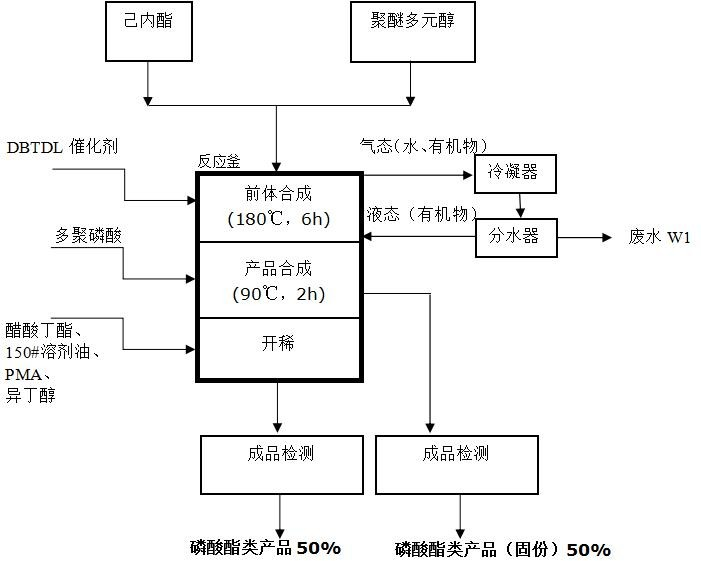 己内酯
聚醚多元醇
DBTDL 催化剂
反应釜
气态（水、有机物）
冷凝器
前体合成
(180℃，6h)
液态（有机物）
分水器
废水 W1
多聚磷酸
产品合成
(90℃，2h)
醋酸丁酯、
150#溶剂油、
PMA、
异丁醇
开稀
成品检测
成品检测
磷酸酯类产品 50%
磷酸酯类产品（固份）50%